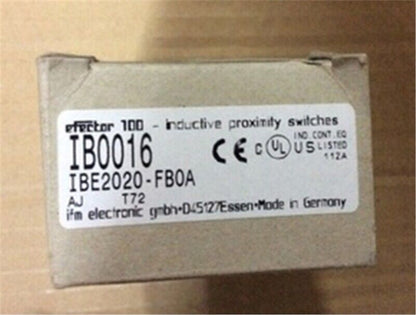 efector 100 - inductive proximity switches
IB0016
CE C UL US IND. CONT. EQ
LISTED
112A
IBE2020-FBOA
AJ T72
ifm electronic gmbh•D45127Essen•Made in Germany